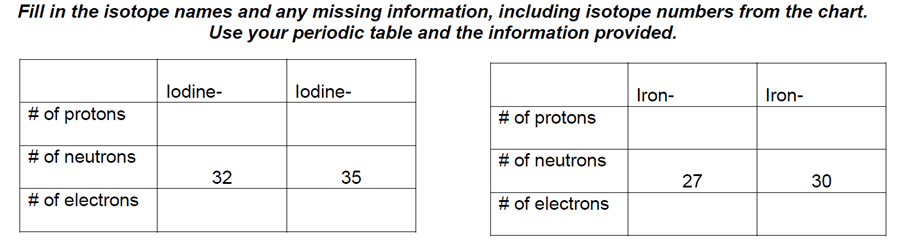 Fill in the isotope names and any missing information, including isotope numbers from the chart.
Use your periodic table and the information provided.
Iodine- Iodine-
# of protons
# of neutrons 32 35
# of electrons
Iron- Iron-
# of protons
# of neutrons 27 30
# of electrons